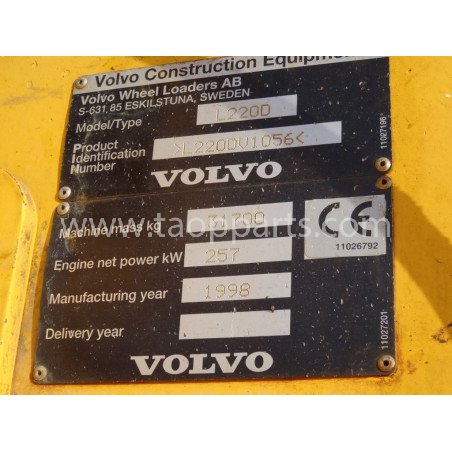 Volvo Construction Equipment
Volvo Wheel Loaders AB
S-631 85 ESKILSTUNA, SWEDEN
Model/Type L220D
Product
Identification
Number >L220DV1056<
VOLVO
11027195
www.taopparts.com
Machine mass kg 31700
CE
11026792
Engine net power kW 257
Manufacturing year 1998
Delivery year
VOLVO
11027201